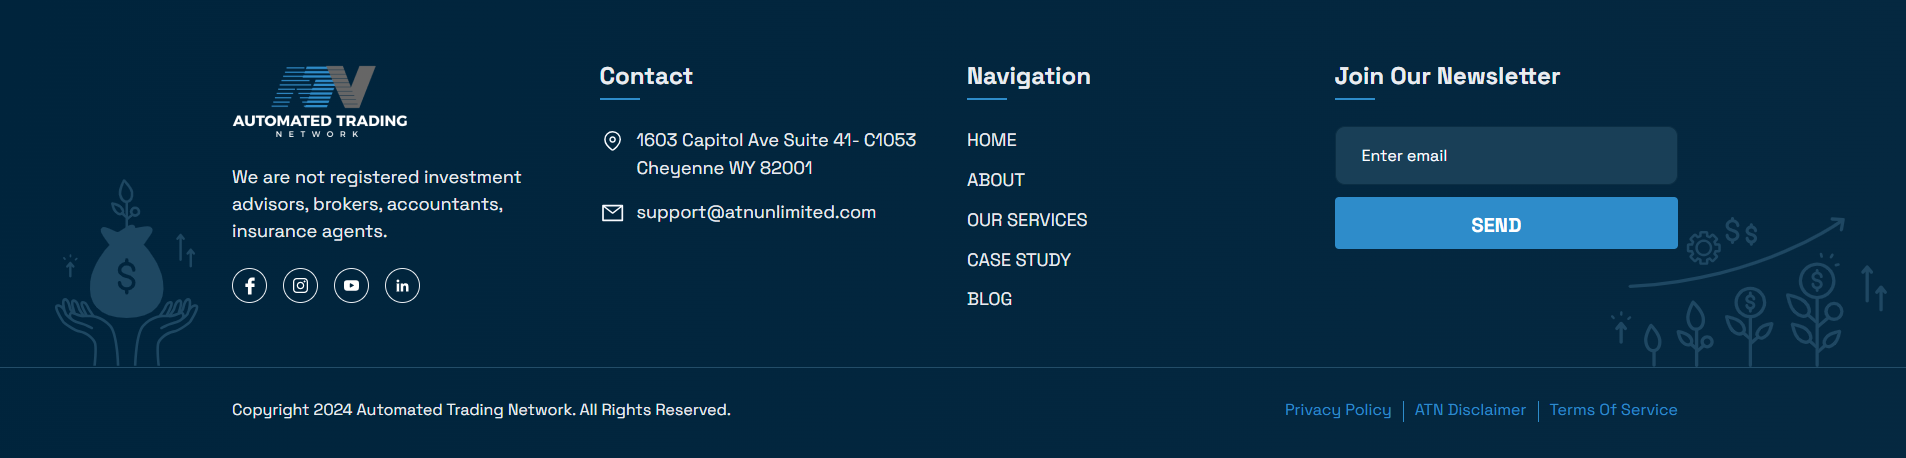 AUTOMATED TRADING
NETWORK
We are not registered investment
advisors, brokers, accountants,
insurance agents.
Contact
1603 Capitol Ave Suite 41- C1053
Cheyenne WY 82001
support@atnunlimited.com
Navigation
HOME
ABOUT
OUR SERVICES
CASE STUDY
BLOG
Join Our Newsletter
Enter email
SEND
Copyright 2024 Automated Trading Network. All Rights Reserved.
Privacy Policy | ATN Disclaimer | Terms Of Service